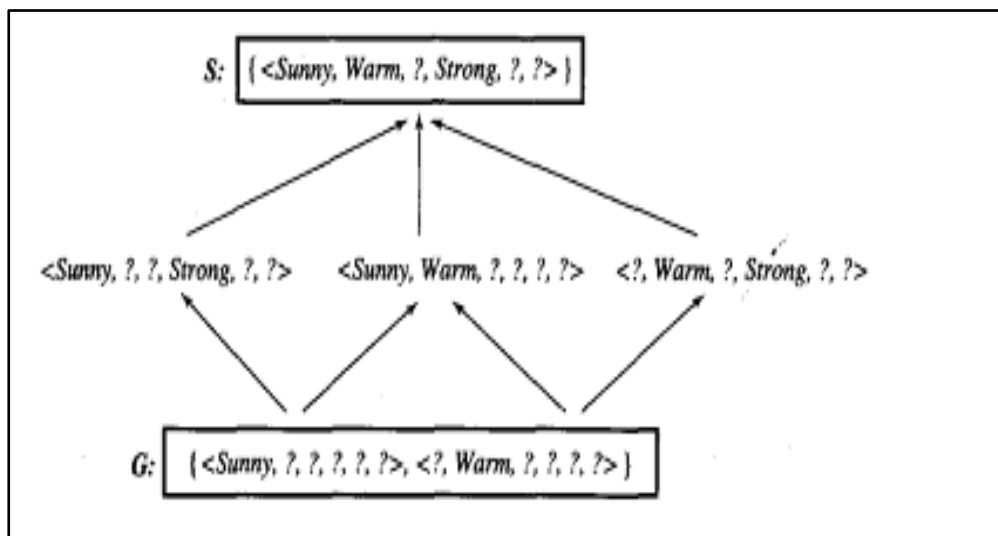 S: { <Sunny, Warm, ?, Strong, ?, ?> }
<Sunny, ?, ?, Strong, ?, ?> <Sunny, Warm, ?, ?, ?, ?> <?, Warm, ?, Strong, ?, ?>
G: { <Sunny, ?, ?, ?, ?, ?>, <?, Warm, ?, ?, ?, ?> }